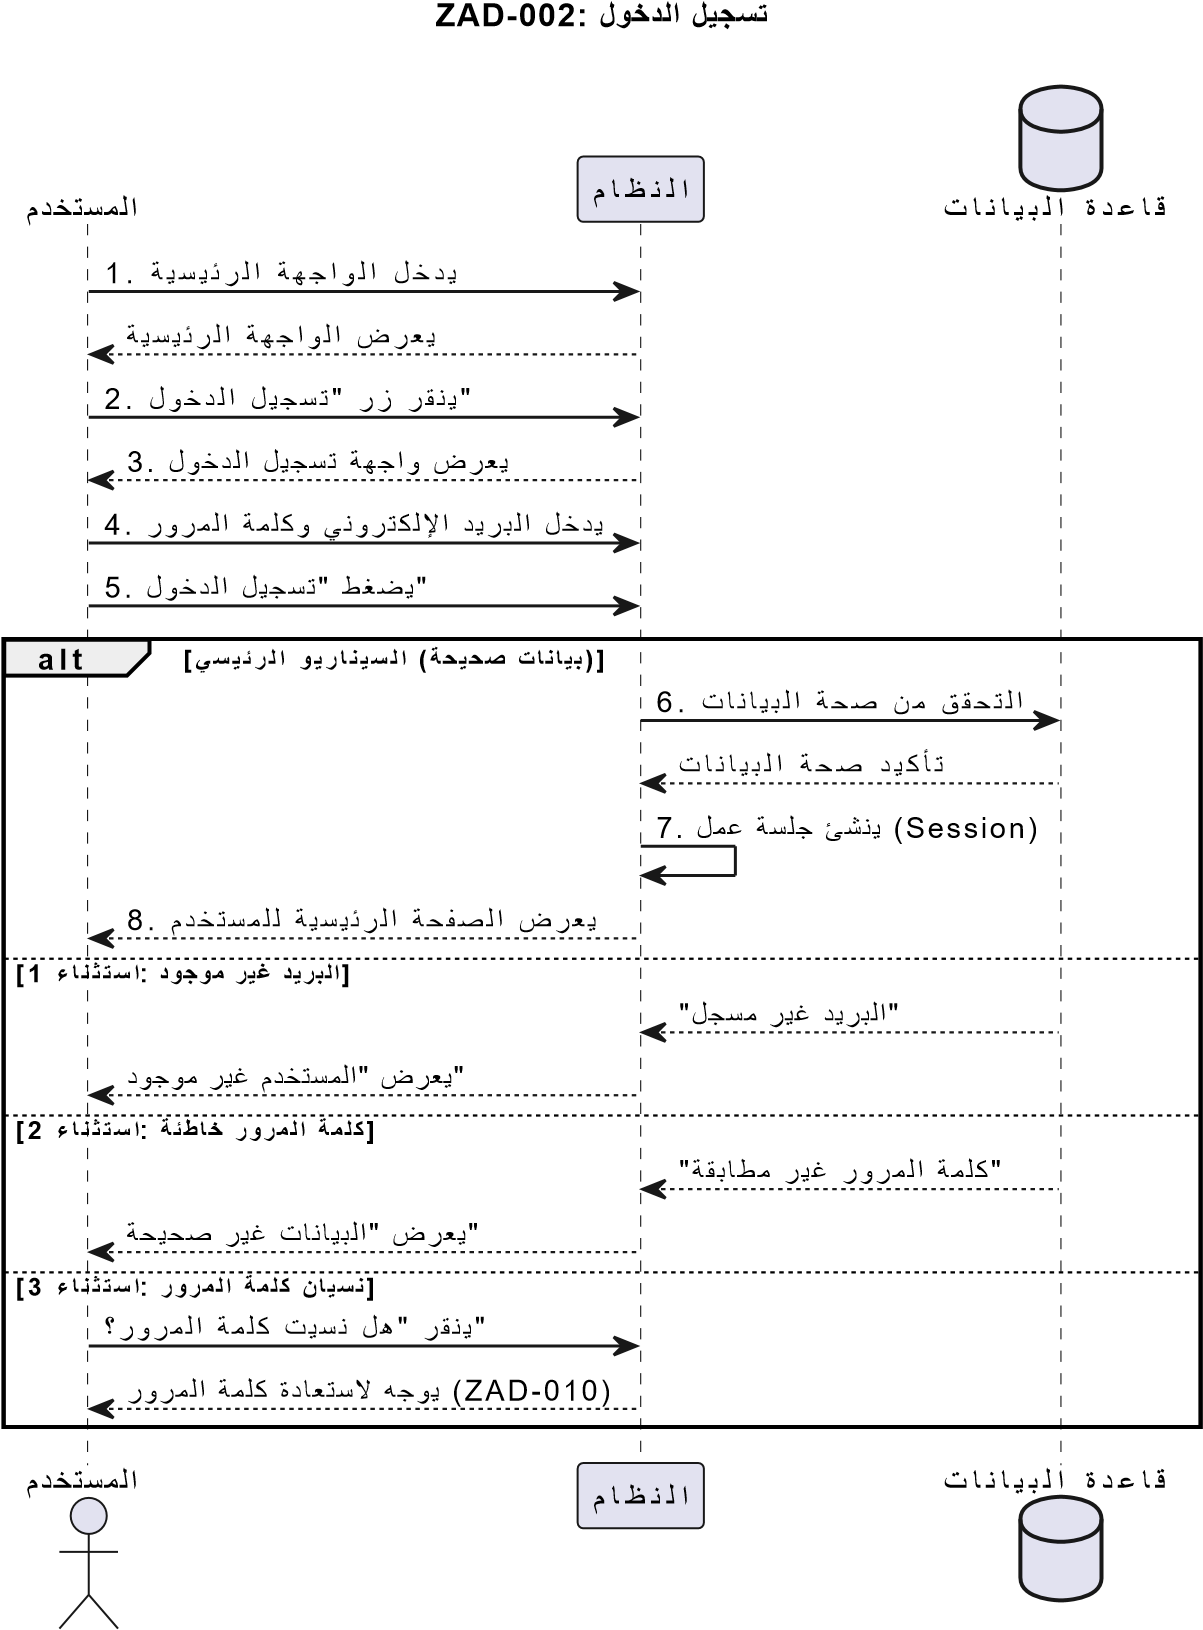 ZAD-002: تسجيل الدخول
المستخدم
النظام
قاعدة البيانات
1. يدخل الواجهة الرئيسية
يعرض الواجهة الرئيسية
2. ينقر زر "تسجيل الدخول"
3. يعرض واجهة تسجيل الدخول
4. يدخل البريد الإلكتروني وكلمة المرور
5. يضغط "تسجيل الدخول"
alt
[بيانات صحيحة (السيناريو الرئيسي)]
6. التحقق من صحة البيانات
تأكيد صحة البيانات
7. ينشئ جلسة عمل (Session)
8. يعرض الصفحة الرئيسية للمستخدم
[استثناء 1: البريد غير موجود]
"البريد غير مسجل"
يعرض "المستخدم غير موجود"
[استثناء 2: كلمة المرور خاطئة]
"كلمة المرور غير مطابقة"
يعرض "البيانات غير صحيحة"
[استثناء 3: نسيان كلمة المرور]
ينقر "هل نسيت كلمة المرور؟"
يوجه لاستعادة كلمة المرور (ZAD-010)
المستخدم
النظام
قاعدة البيانات